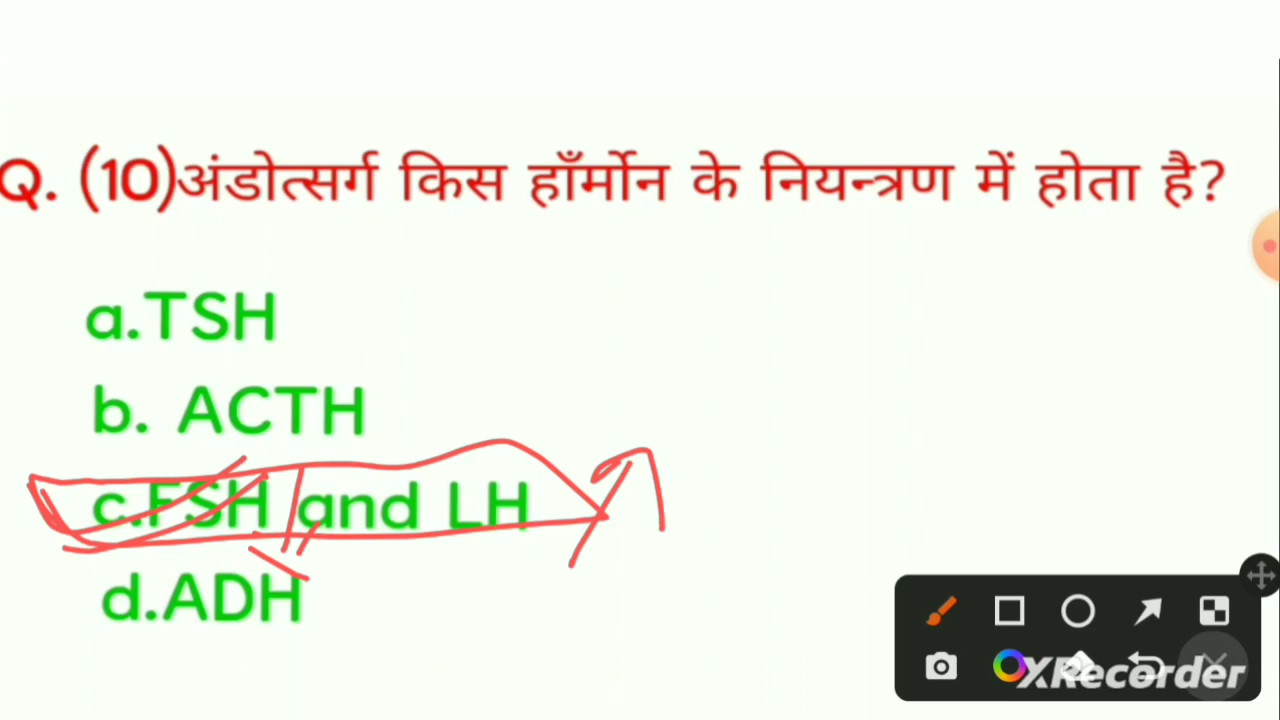 Q. (10)अंडोत्सर्ग किस हाँर्मोन के नियन्त्रण में होता है?
a.TSH
b. ACTH
c.FSH and LH
d.ADH
XRecorder